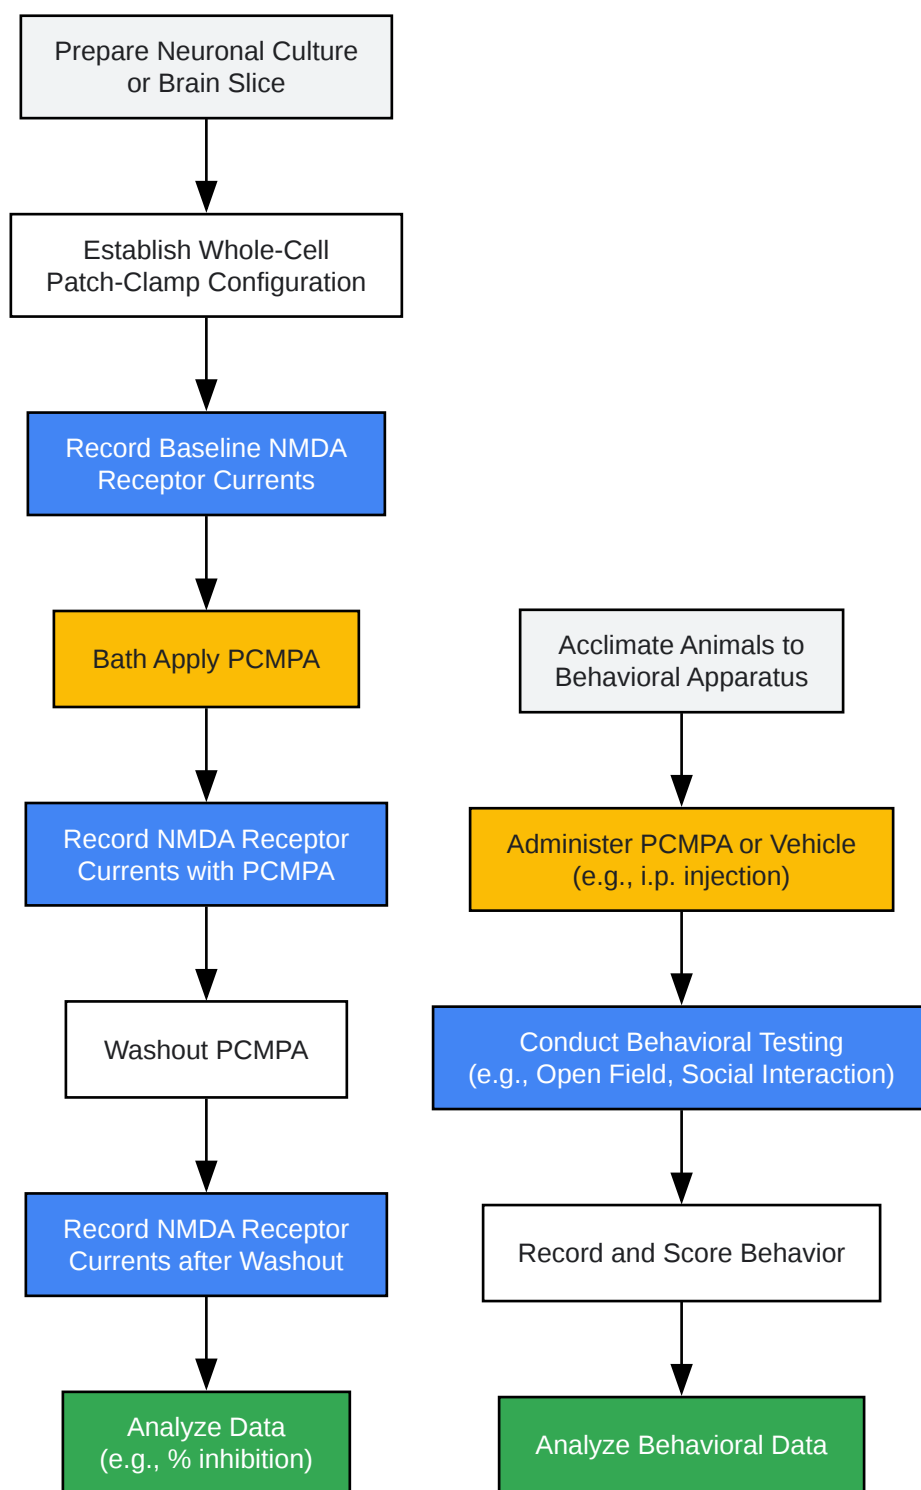 Prepare Neuronal Culture
or Brain Slice
Establish Whole-Cell
Patch-Clamp Configuration
Record Baseline NMDA
Receptor Currents
Bath Apply PCMPA
Record NMDA Receptor
Currents with PCMPA
Washout PCMPA
Record NMDA Receptor
Currents after Washout
Analyze Data
(e.g., % inhibition)
Acclimate Animals to
Behavioral Apparatus
Administer PCMPA or Vehicle
(e.g., i.p. injection)
Conduct Behavioral Testing
(e.g., Open Field, Social Interaction)
Record and Score Behavior
Analyze Behavioral Data